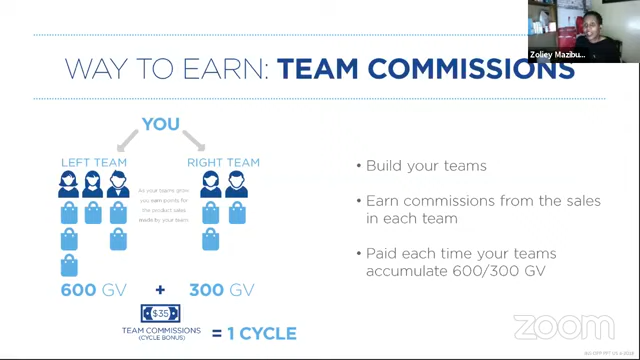 Zoliey Mazibu...
WAY TO EARN: TEAM COMMISSIONS
YOU
LEFT TEAM
RIGHT TEAM
As your teams grow
you earn points for
the product sales
made by your team.
600 GV + 300 GV
$35
TEAM COMMISSIONS
(CYCLE BONUS)
= 1 CYCLE
• Build your teams
• Earn commissions from the sales
in each team
• Paid each time your teams
accumulate 600/300 GV
zoom